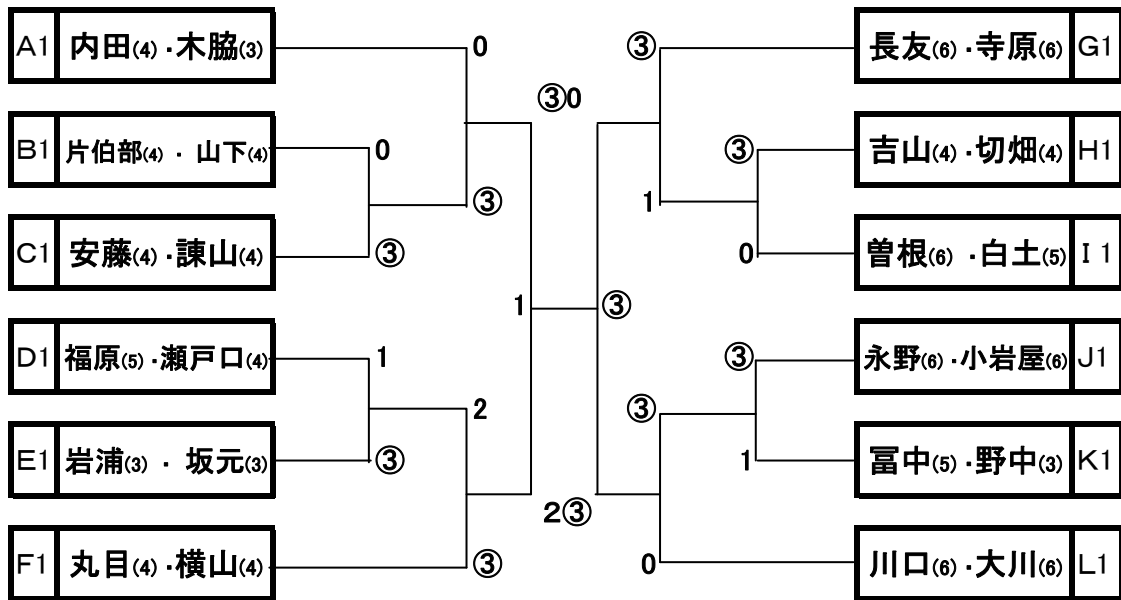 A1 内田(4)・木脇(3) 0 ③ 長友(6)・寺原(6) G1
③0
B1 片伯部(4) ・ 山下(4) 0 ③ 吉山(4)・切畑(4) H1
③ 1
C1 安藤(4)・諌山(4) ③ 0 曽根(6) ・白土(5) I1
1 ③
D1 福原(5)・瀬戸口(4) 1 ③ 永野(6)・小岩屋(6) J1
2 ③
E1 岩浦(3) ・ 坂元(3) ③ 1 冨中(5)・野中(3) K1
2③
F1 丸目(4)・横山(4) ③ 0 川口(6)・大川(6) L1